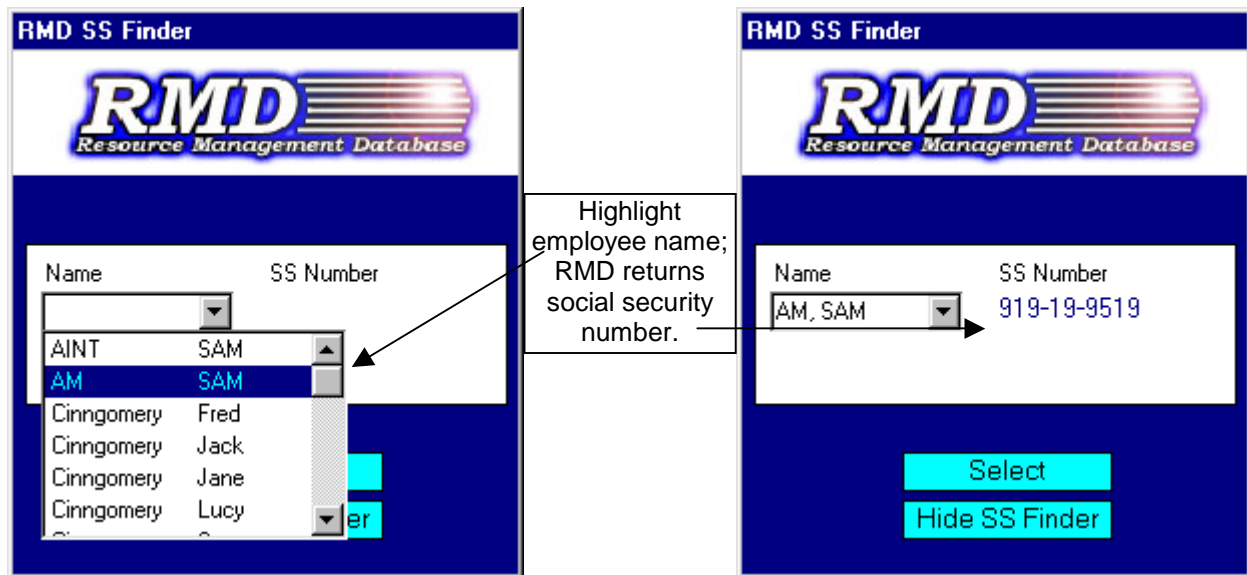 RMD SS Finder
RMD
Resource Management Database
Name SS Number
AINT SAM
AM SAM
Cinngomery Fred
Cinngomery Jack
Cinngomery Jane
Cinngomery Lucy
er
Highlight
employee name;
RMD returns
social security
number.
RMD SS Finder
RMD
Resource Management Database
Name SS Number
AM, SAM 919-19-9519
Select
Hide SS Finder